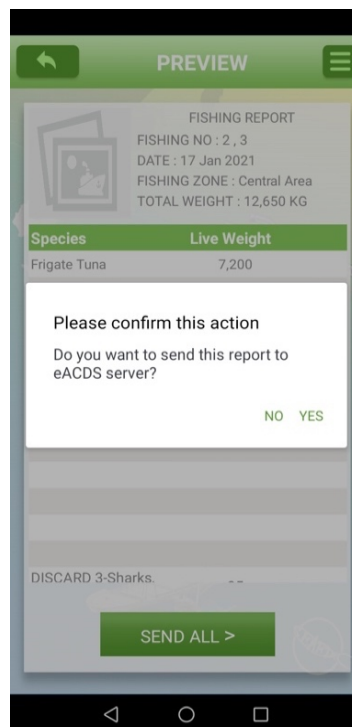 PREVIEW
FISHING REPORT
FISHING NO : 2 , 3
DATE : 17 Jan 2021
FISHING ZONE : Central Area
TOTAL WEIGHT : 12,650 KG
Species Live Weight
Frigate Tuna 7,200
Please confirm this action
Do you want to send this report to
eACDS server?
NO YES
DISCARD 3-Sharks,
SEND ALL >